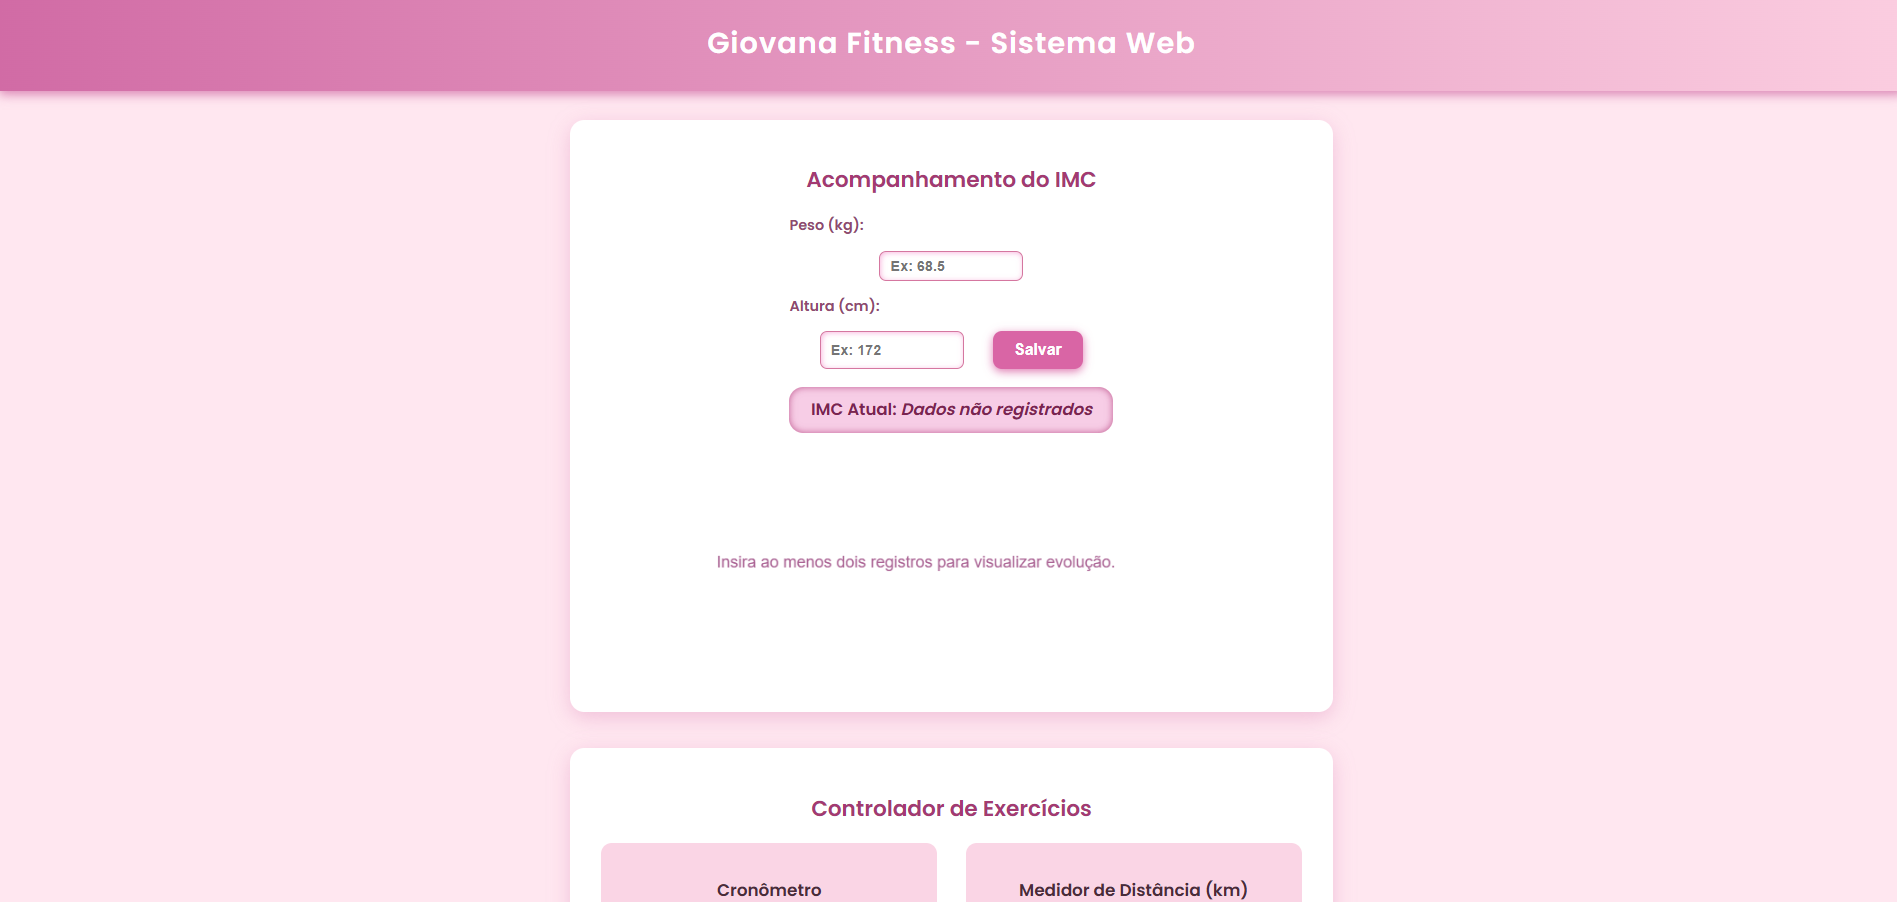 Giovana Fitness - Sistema Web
Acompanhamento do IMC
Peso (kg):
Ex: 68.5
Altura (cm):
Ex: 172
Salvar
IMC Atual: Dados não registrados
Insira ao menos dois registros para visualizar evolução.
Controlador de Exercícios
Cronômetro
Medidor de Distância (km)